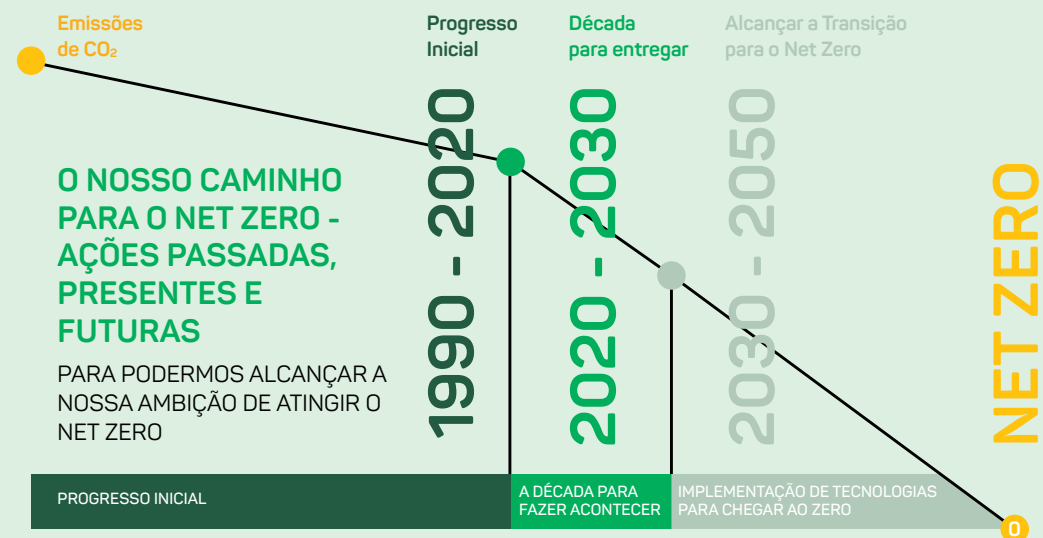 Emissões
de CO₂
Progresso
Inicial
Década
para entregar
Alcançar a Transição
para o Net Zero
1990 - 2020
2020 - 2030
2030 - 2050
NET ZERO
O NOSSO CAMINHO
PARA O NET ZERO -
AÇÕES PASSADAS,
PRESENTES E
FUTURAS
PARA PODERMOS ALCANÇAR A
NOSSA AMBIÇÃO DE ATINGIR O
NET ZERO
PROGRESSO INICIAL
A DÉCADA PARA
FAZER ACONTECER
IMPLEMENTAÇÃO DE TECNOLOGIAS
PARA CHEGAR AO ZERO
0